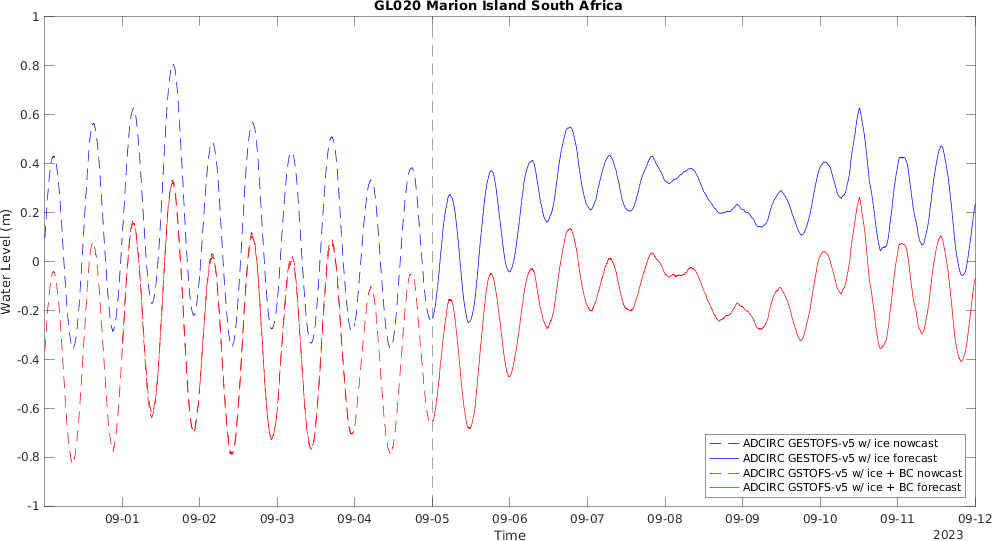 GL020 Marion Island South Africa
1
0.8
0.6
0.4
0.2
0
-0.2
-0.4
-0.6
-0.8
-1
Water Level (m)
09-01 09-02 09-03 09-04 09-05 09-06 09-07 09-08 09-09 09-10 09-11 09-12
Time
2023
ADCIRC GESTOFS-v5 w/ ice nowcast
ADCIRC GESTOFS-v5 w/ ice forecast
ADCIRC GSTOFS-v5 w/ ice + BC nowcast
ADCIRC GSTOFS-v5 w/ ice + BC forecast